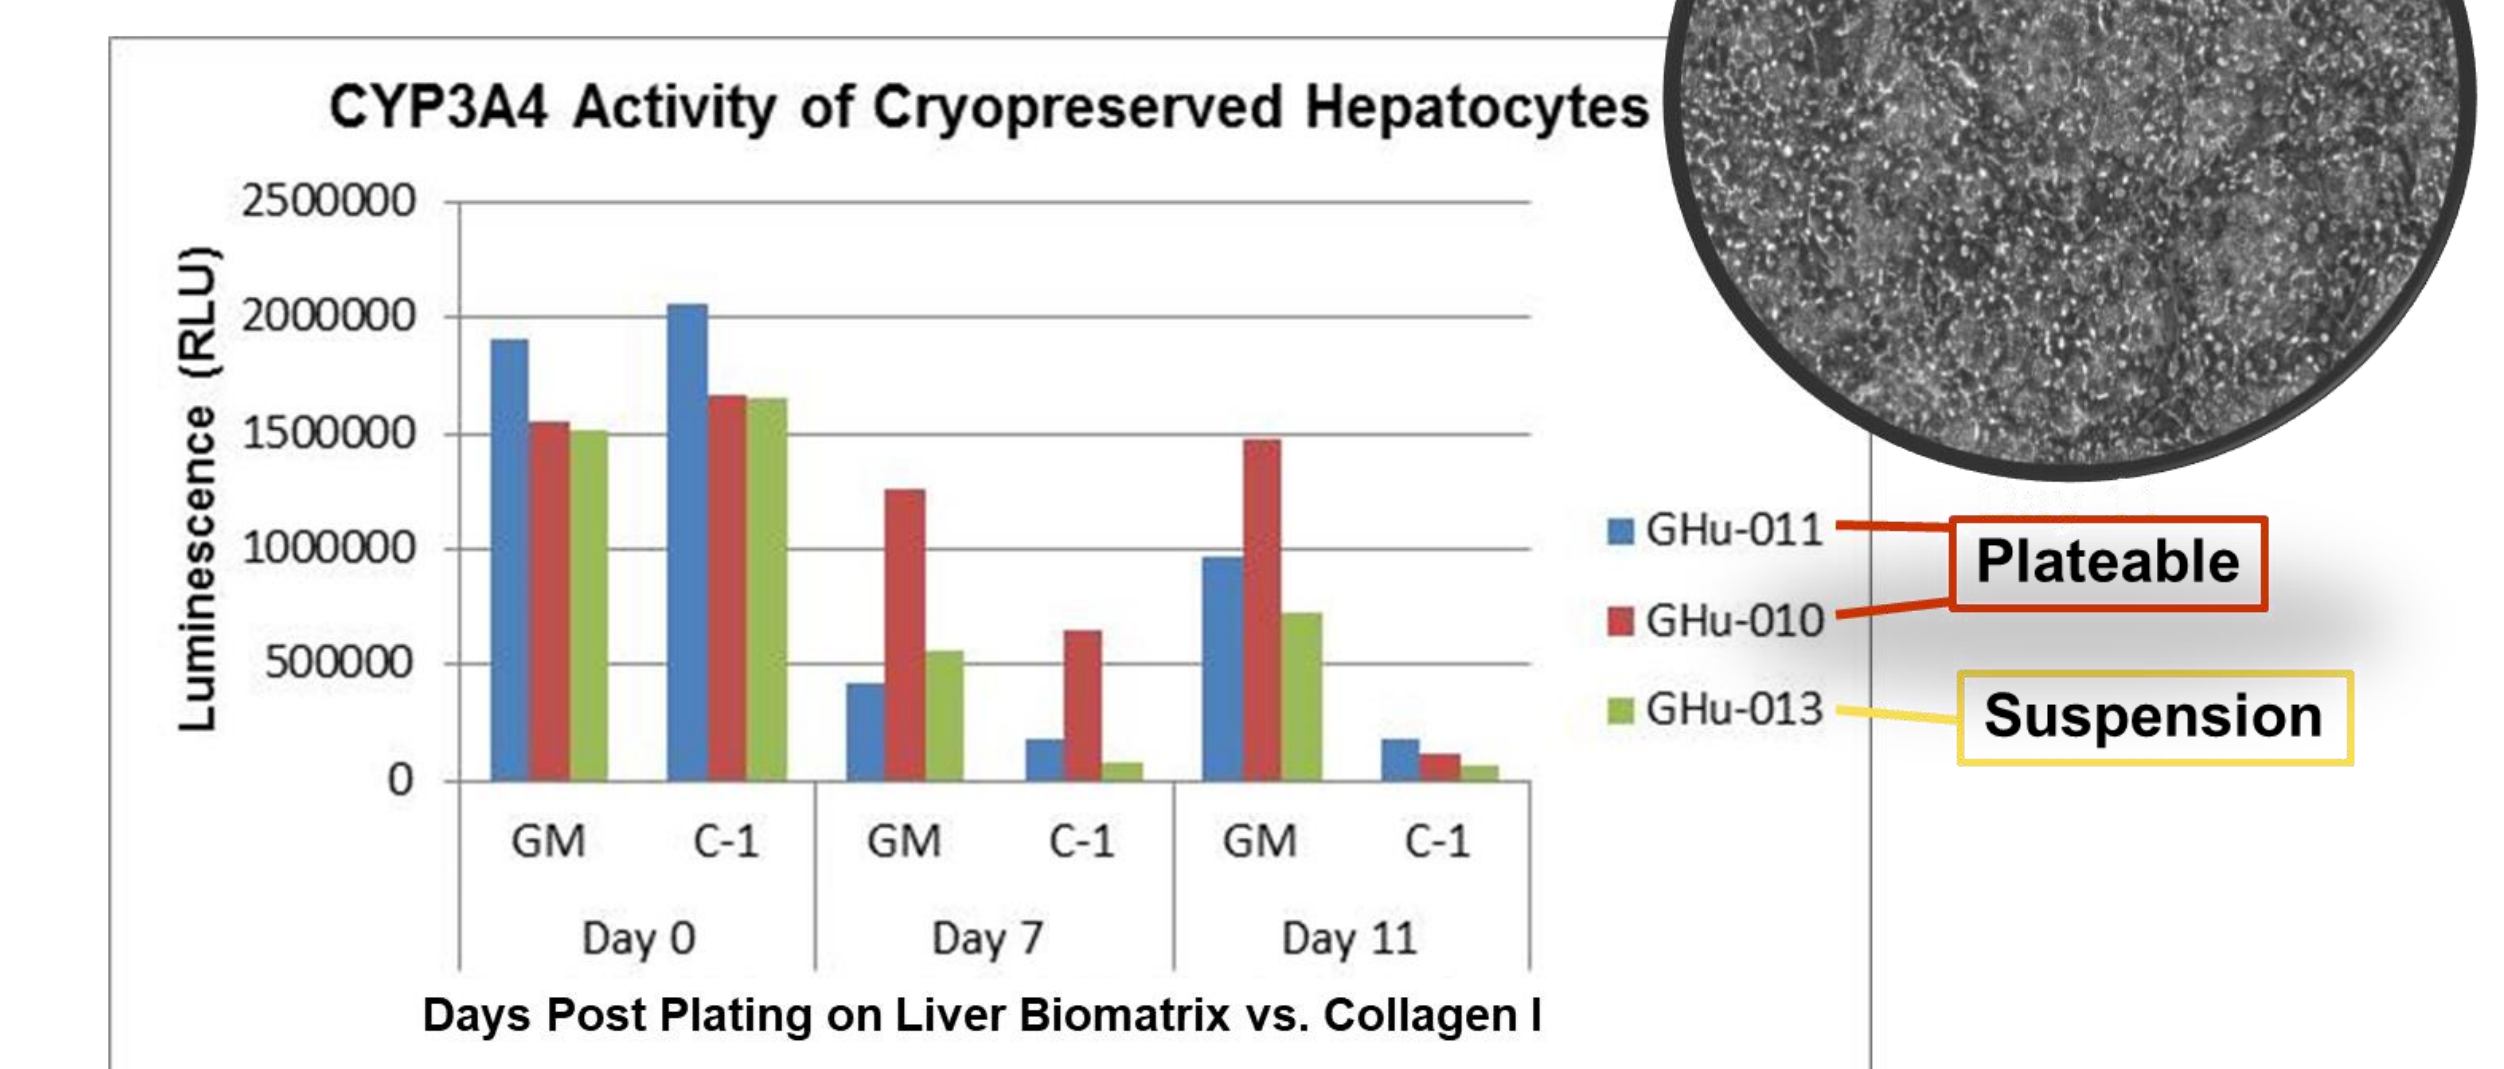 CYP3A4 Activity of Cryopreserved Hepatocytes
Luminescence (RLU)
2500000
2000000
1500000
1000000
500000
0
GM C-1 GM C-1 GM C-1
Day 0 Day 7 Day 11
Days Post Plating on Liver Biomatrix vs. Collagen I
GHu-011
GHu-010
GHu-013
Plateable
Suspension